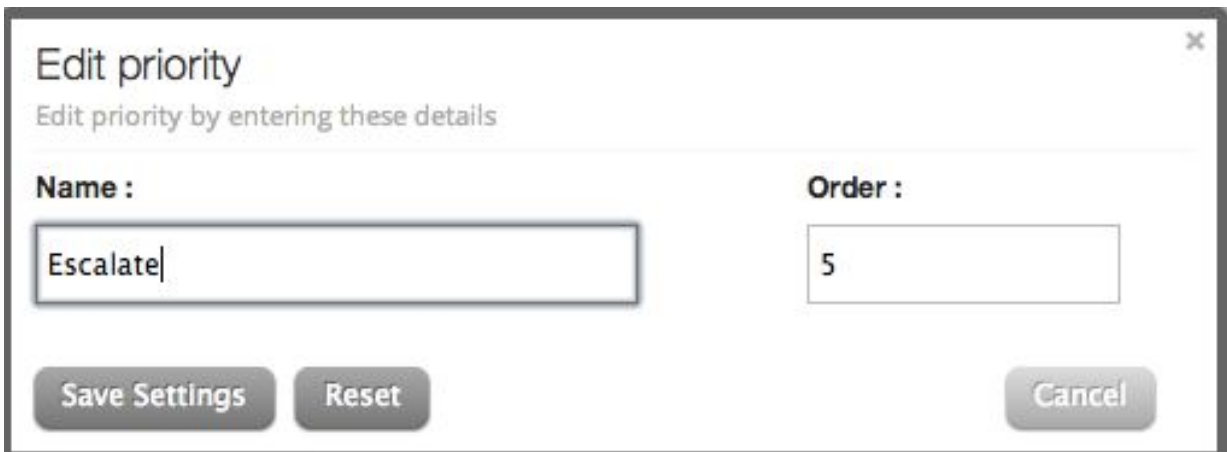 Edit priority
Edit priority by entering these details
Name :
Order :
Escalate
5
Save Settings
Reset
Cancel